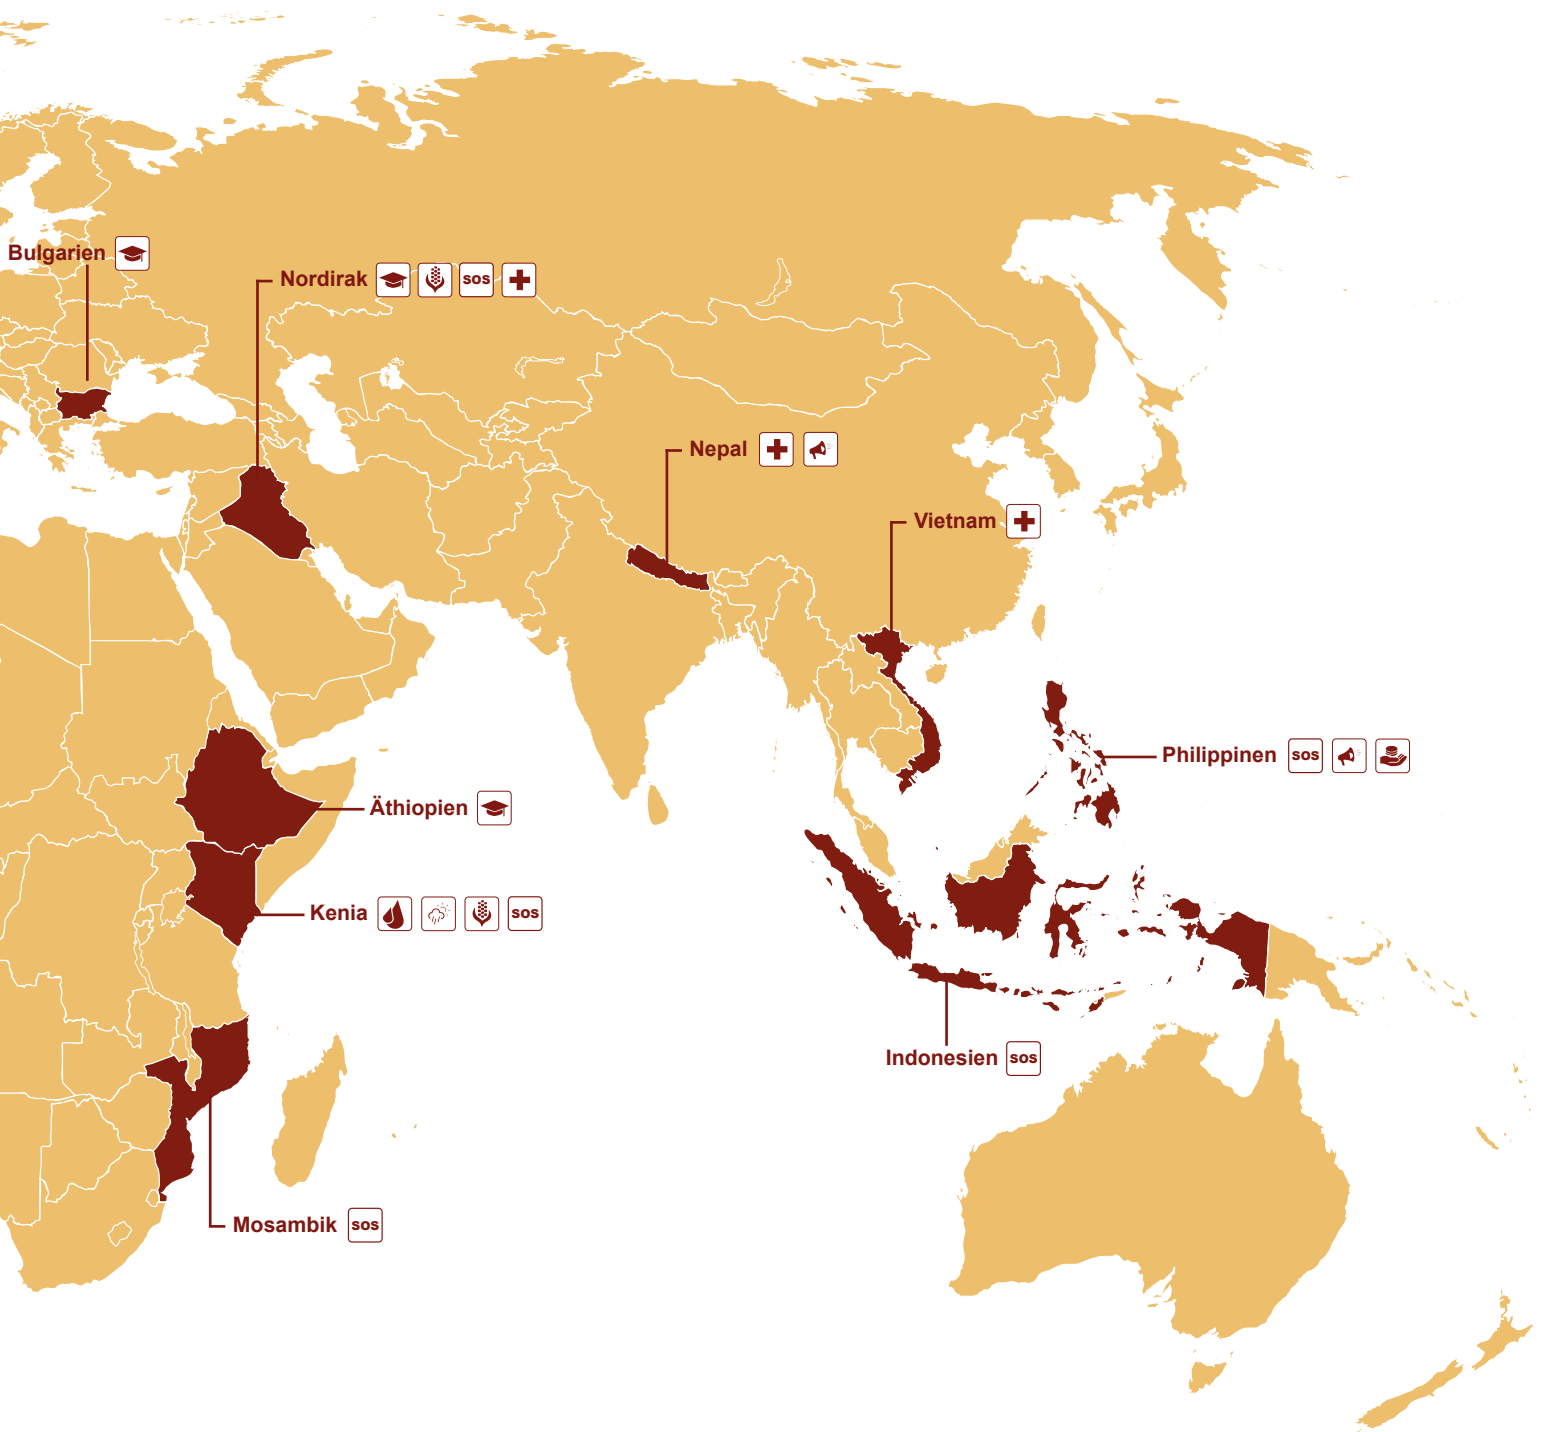 Bulgarien
Nordirak sos
Nepal
Vietnam
Philippinen sos
Äthiopien
Kenia sos
Indonesien sos
Mosambik sos